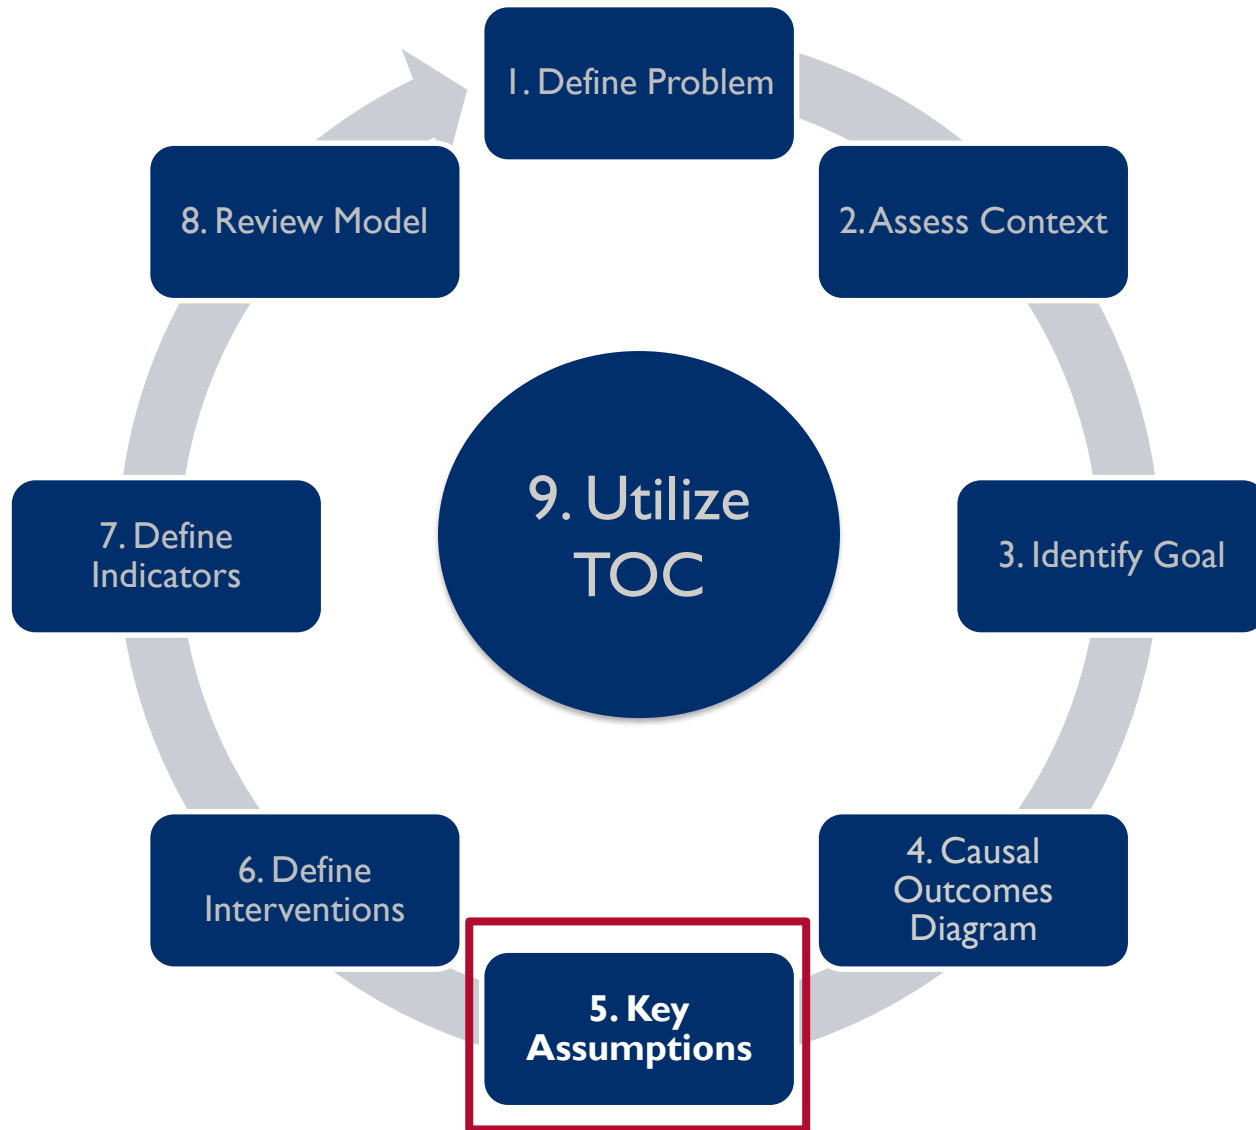 1. Define Problem
2. Assess Context
3. Identify Goal
4. Causal
Outcomes
Diagram
5. Key
Assumptions
6. Define
Interventions
7. Define
Indicators
8. Review Model
9. Utilize
TOC